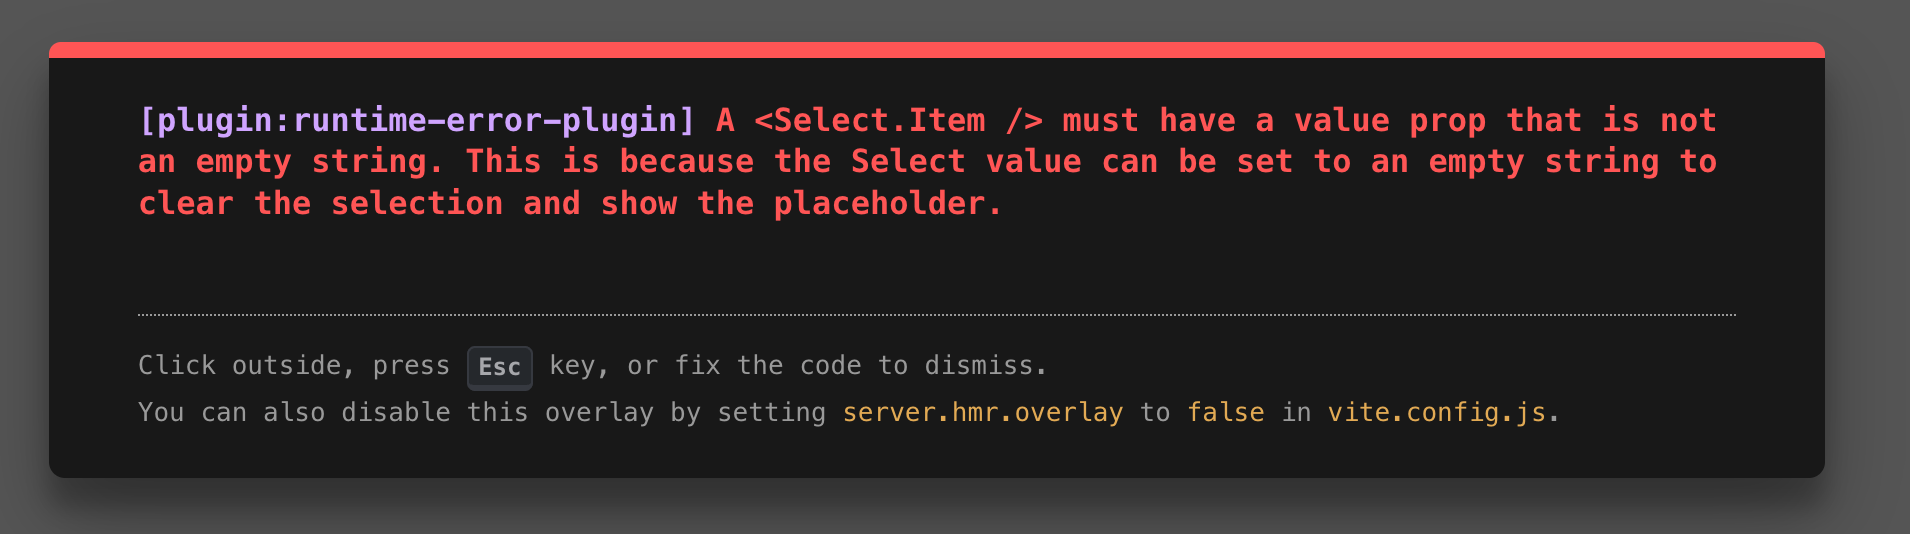 [plugin:runtime-error-plugin] A <Select.Item /> must have a value prop that is not
an empty string. This is because the Select value can be set to an empty string to
clear the selection and show the placeholder.
Click outside, press Esc key, or fix the code to dismiss.
You can also disable this overlay by setting server.hmr.overlay to false in vite.config.js.